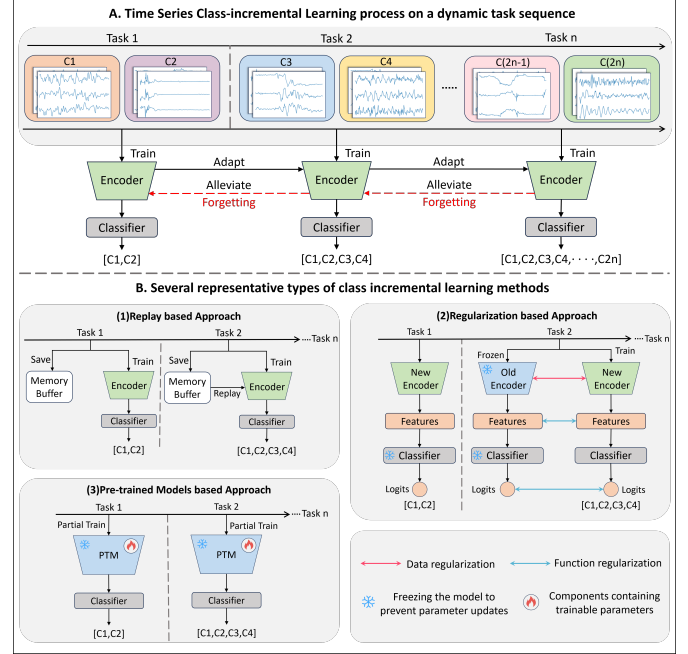 A. Time Series Class-incremental Learning process on a dynamic task sequence
Task 1
Task 2
Task n
C1
C2
C3
C4
.....
C(2n-1)
C(2n)
Train
Train
Train
Encoder
Adapt
Encoder
Adapt
Encoder
Alleviate
Alleviate
Forgetting
Forgetting
Classifier
Classifier
Classifier
[C1,C2]
[C1,C2,C3,C4]
[C1,C2,C3,C4,····,C2n]
B. Several representative types of class incremental learning methods
(1)Replay based Approach
Task 1
Task 2
····Task n
Save
Train
Save
Train
Memory
Buffer
Encoder
Memory
Buffer
Replay
Encoder
Classifier
Classifier
[C1,C2]
[C1,C2,C3,C4]
(2)Regularization based Approach
Task 1
Task 2
····Task n
Frozen
Train
New
Encoder
Old
Encoder
New
Encoder
Features
Features
Features
Classifier
Classifier
Classifier
Logits
Logits
Logits
[C1,C2]
[C1,C2,C3,C4]
(3)Pre-trained Models based Approach
Task 1
Task 2
····Task n
Partial Train
Partial Train
PTM
PTM
Classifier
Classifier
[C1,C2]
[C1,C2,C3,C4]
Data regularization
Function regularization
Freezing the model to
prevent parameter updates
Components containing
trainable parameters